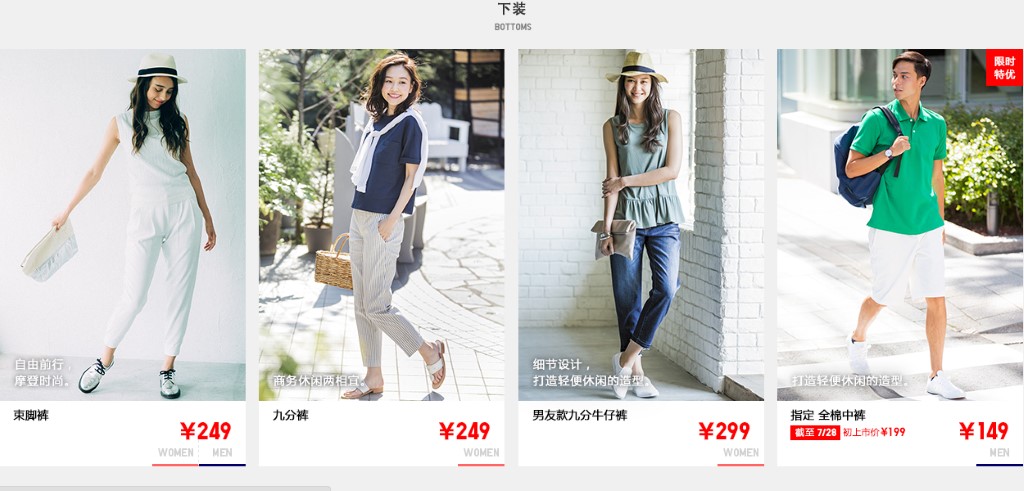 下装
BOTTOMS
限时
特优
自由前行，
摩登时尚。
商务休闲两相宜。
细节设计，
打造轻便休闲的造型。
打造轻便休闲的造型。
束脚裤
¥249
WOMEN MEN
九分裤
¥249
WOMEN
男友款九分牛仔裤
¥299
WOMEN
指定 全棉中裤
截至 7/28 初上市价¥199
¥149
MEN